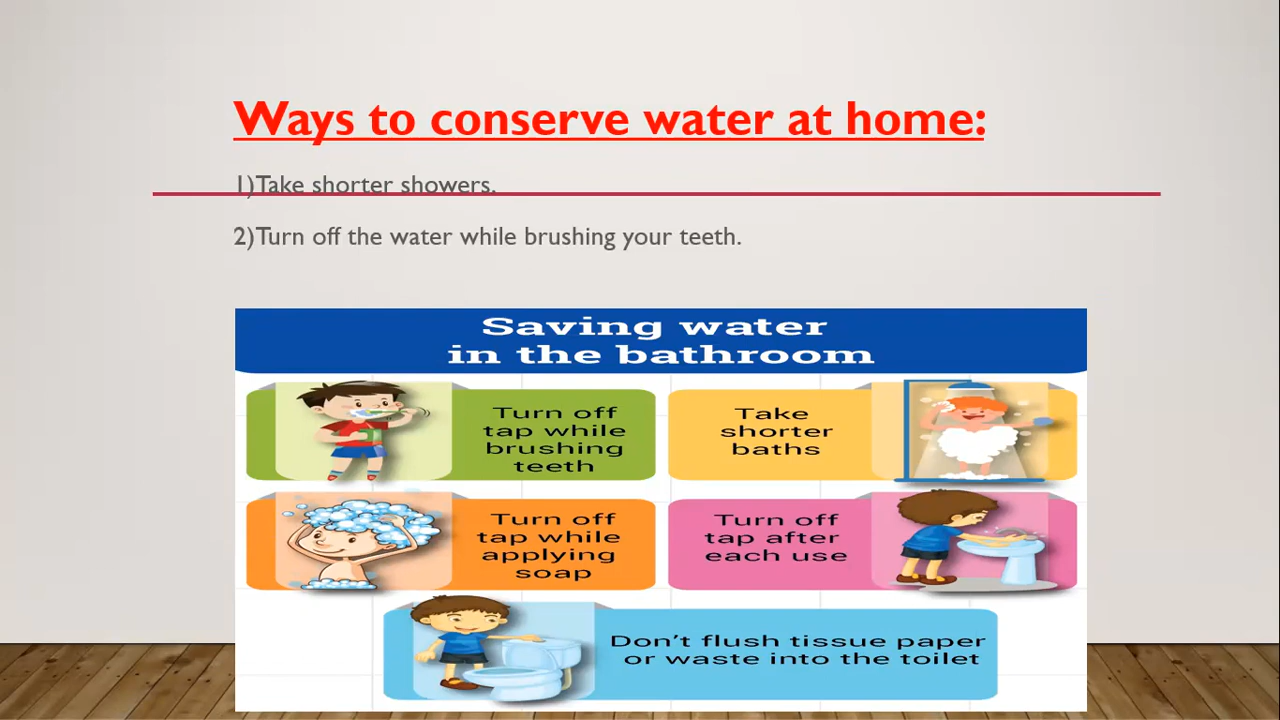 Ways to conserve water at home:
1)Take shorter showers.
2)Turn off the water while brushing your teeth.
Saving water
in the bathroom
Turn off
tap while
brushing
teeth
Take
shorter
baths
Turn off
tap while
applying
soap
Turn off
tap after
each use
Don't flush tissue paper
or waste into the toilet